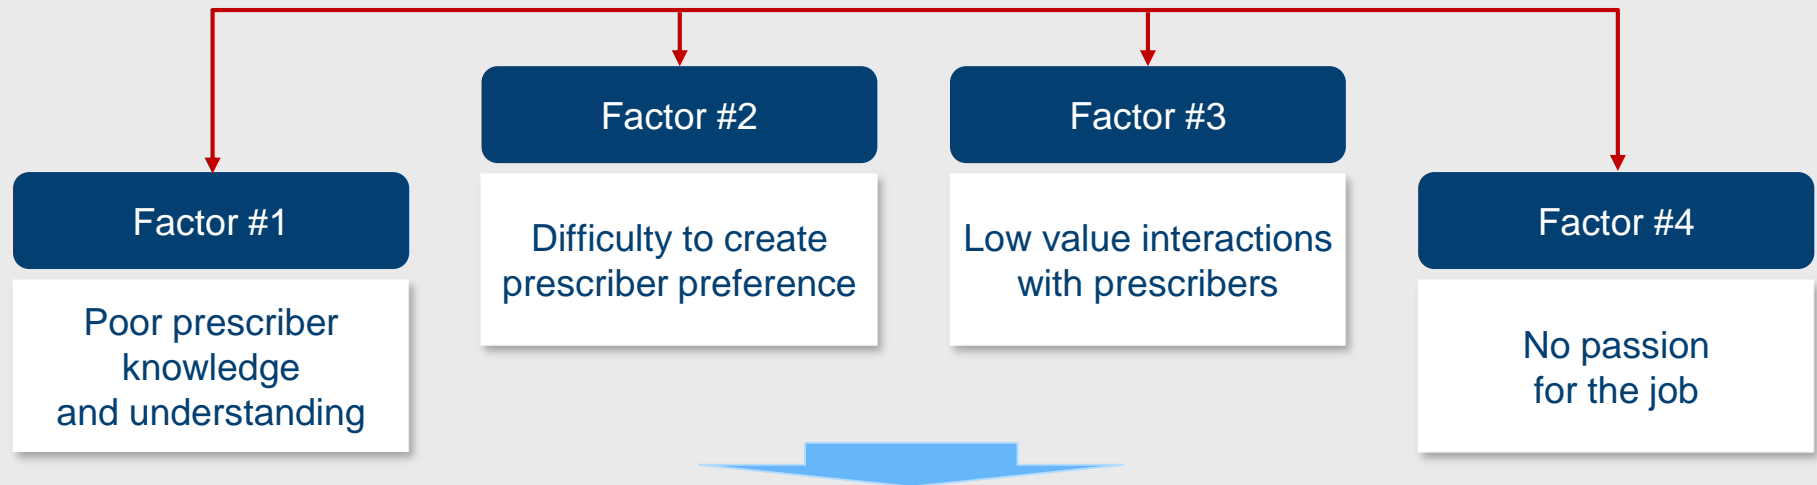 Factor #1
Poor prescriber
knowledge
and understanding
Factor #2
Difficulty to create
prescriber preference
Factor #3
Low value interactions
with prescribers
Factor #4
No passion
for the job